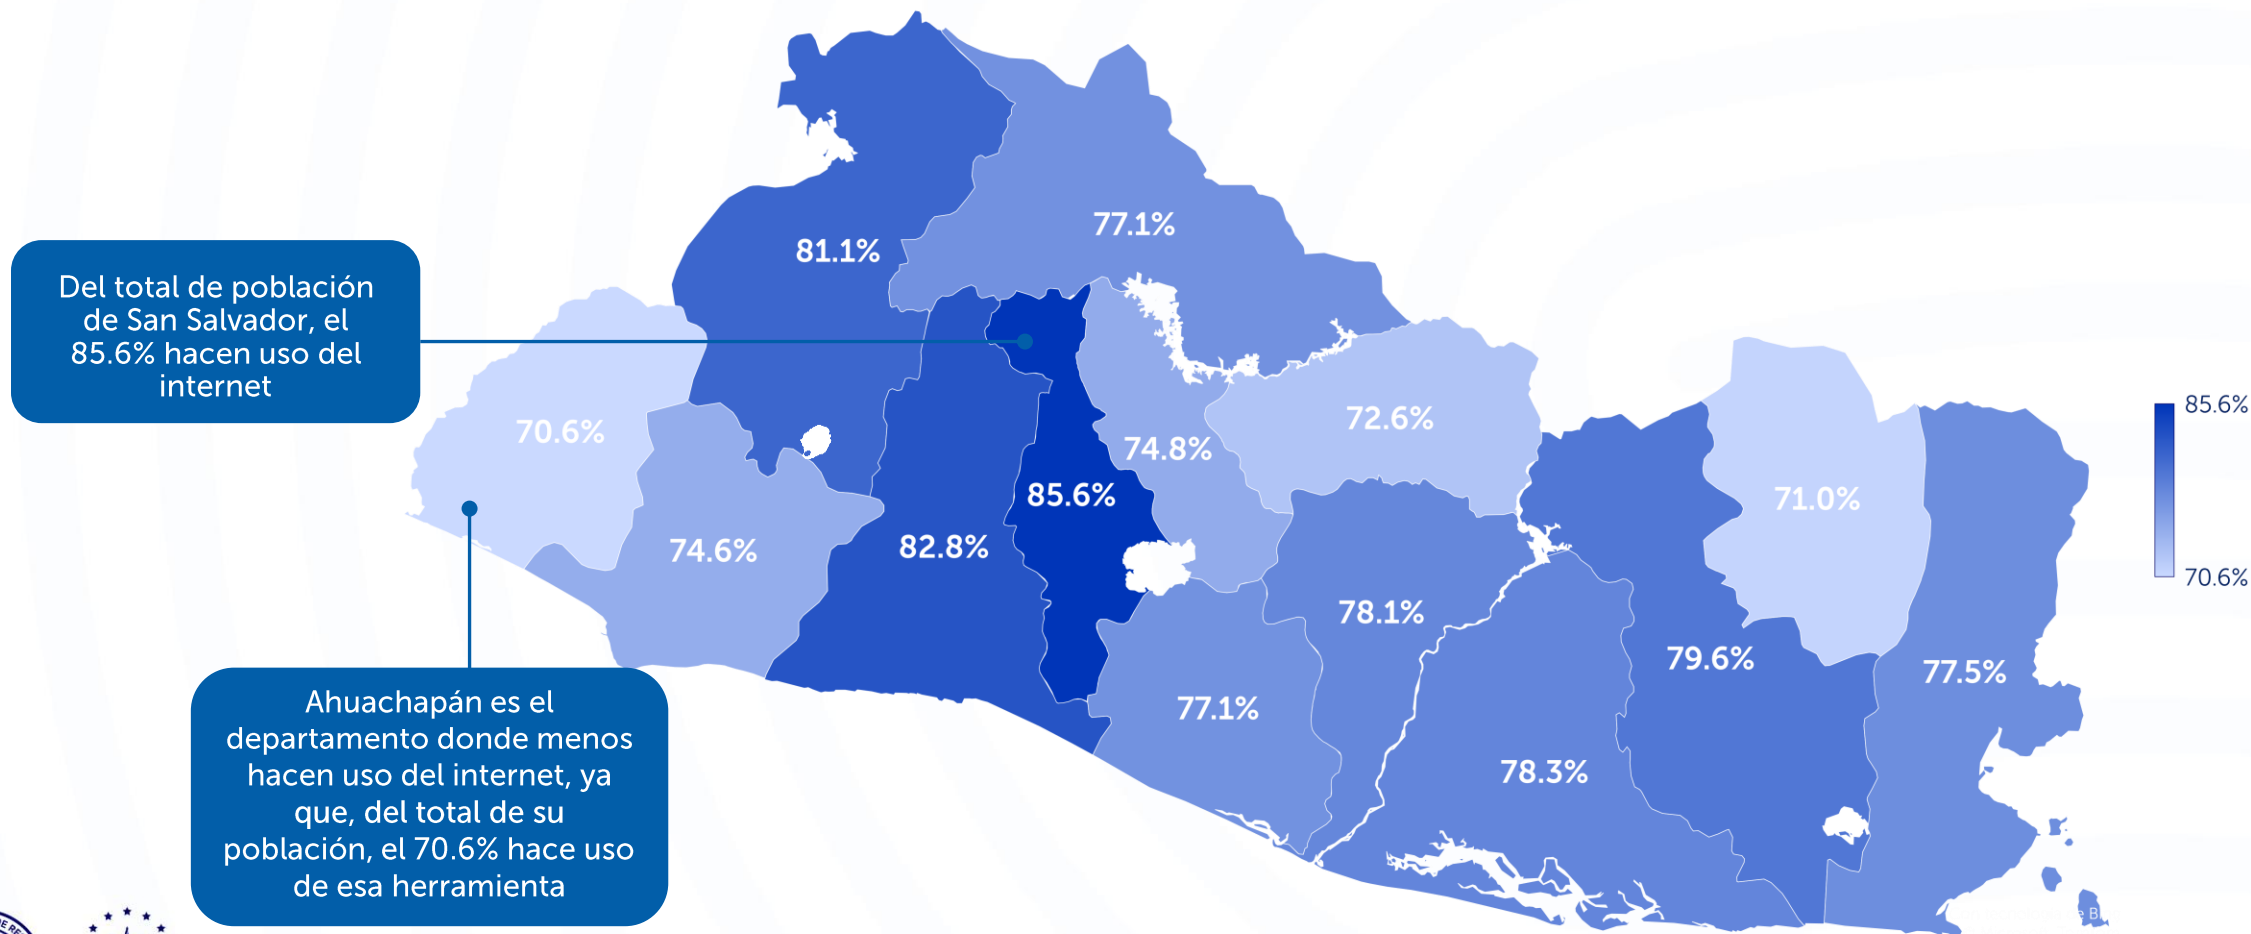 77.1%
81.1%
Del total de población
de San Salvador, el
85.6% hacen uso del
internet
85.6%
70.6%
72.6%
74.8%
70.6%
85.6%
71.0%
82.8%
74.6%
78.1%
79.6%
77.5%
77.1%
78.3%
Ahuachapán es el
departamento donde menos
hacen uso del internet, ya
que, del total de su
población, el 70.6% hace uso
de esa herramienta